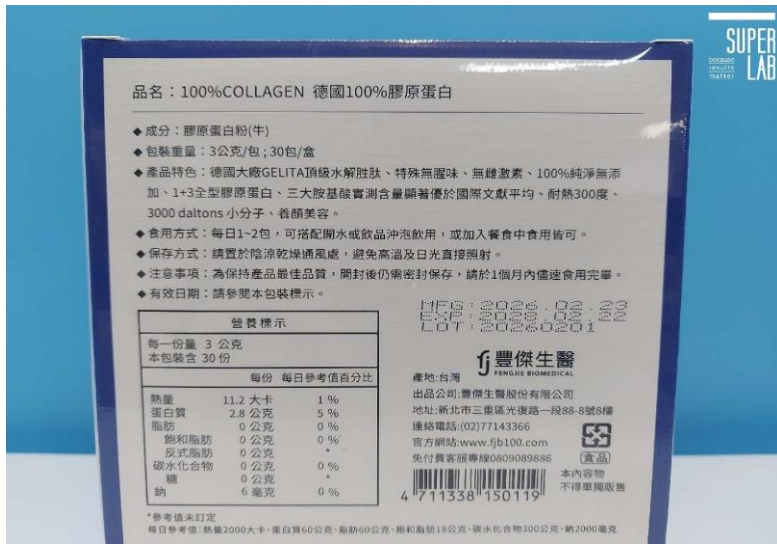 SUPER
LAB
because
results
matter
品名：100%COLLAGEN 德國100%膠原蛋白
◆成分：膠原蛋白粉(牛)
◆包裝重量：3公克/包；30包/盒
◆產品特色：德國大廠GELITA頂級水解胜肽、特殊無腥味、無雌激素、100%純淨無添
加、1+3全型膠原蛋白、三大胺基酸實測含量顯著優於國際文獻平均、耐熱300度、
3000 daltons 小分子、養顏美容。
◆食用方式：每日1~2包，可搭配開水或飲品沖泡飲用，或加入餐食中食用皆可。
◆保存方式：請置於陰涼乾燥通風處，避免高溫及日光直接照射。
◆注意事項：為保持產品最佳品質，開封後仍需密封保存，請於1個月內儘速食用完畢。
◆有效日期：請參閱本包裝標示。
MFG：2026.02.23
EXP：2028.02.22
LOT：20260201
營養標示
每一份量 3 公克
本包裝含 30 份
每份 每日參考值百分比
熱量 11.2 大卡 1 %
蛋白質 2.8 公克 5 %
脂肪 0 公克 0 %
飽和脂肪 0 公克 0 %
反式脂肪 0 公克 *
碳水化合物 0 公克 0 %
糖 0 公克 *
鈉 6 毫克 0 %
*參考值未訂定
每日參考值：熱量2000大卡、蛋白質60公克、脂肪60公克、飽和脂肪18公克、碳水化合物300公克、鈉2000毫克
豐傑生醫
FENGJIE BIOMEDICAL
產地:台灣
出品公司:豐傑生醫股份有限公司
地址:新北市三重區光復路一段88-8號8樓
連絡電話:(02)77143366
官方網站:www.fjb100.com
免付費客服專線0809089886
食品
本內容物
不得單獨販售
4 711338 150119